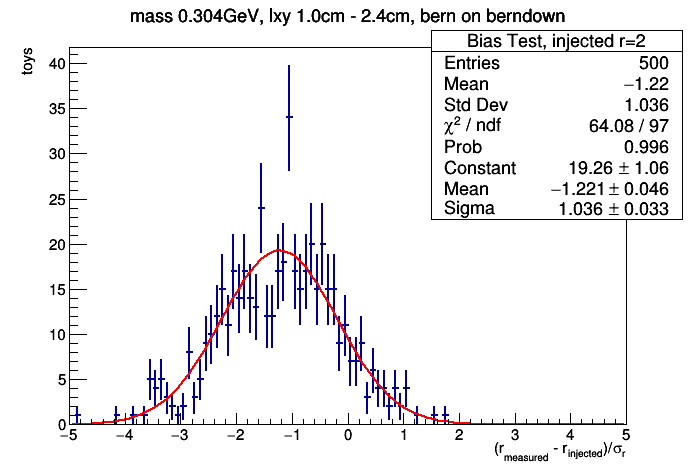 mass 0.304GeV, lxy 1.0cm - 2.4cm, bern on berndown
Bias Test, injected r=2
Entries 500
Mean −1.22
Std Dev 1.036
χ² / ndf 64.08 / 97
Prob 0.996
Constant 19.26 ± 1.06
Mean −1.221 ± 0.046
Sigma 1.036 ± 0.033
toys
40
35
30
25
20
15
10
5
0
−5 −4 −3 −2 −1 0 1 2 3 4 5
(r_measured - r_injected)/σ_r